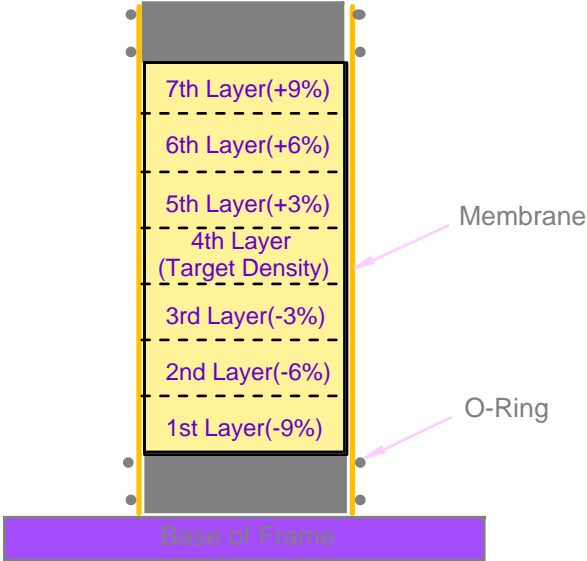 7th Layer(+9%)
6th Layer(+6%)
5th Layer(+3%)
4th Layer
(Target Density)
3rd Layer(-3%)
2nd Layer(-6%)
1st Layer(-9%)
Membrane
O-Ring
Base of Frame